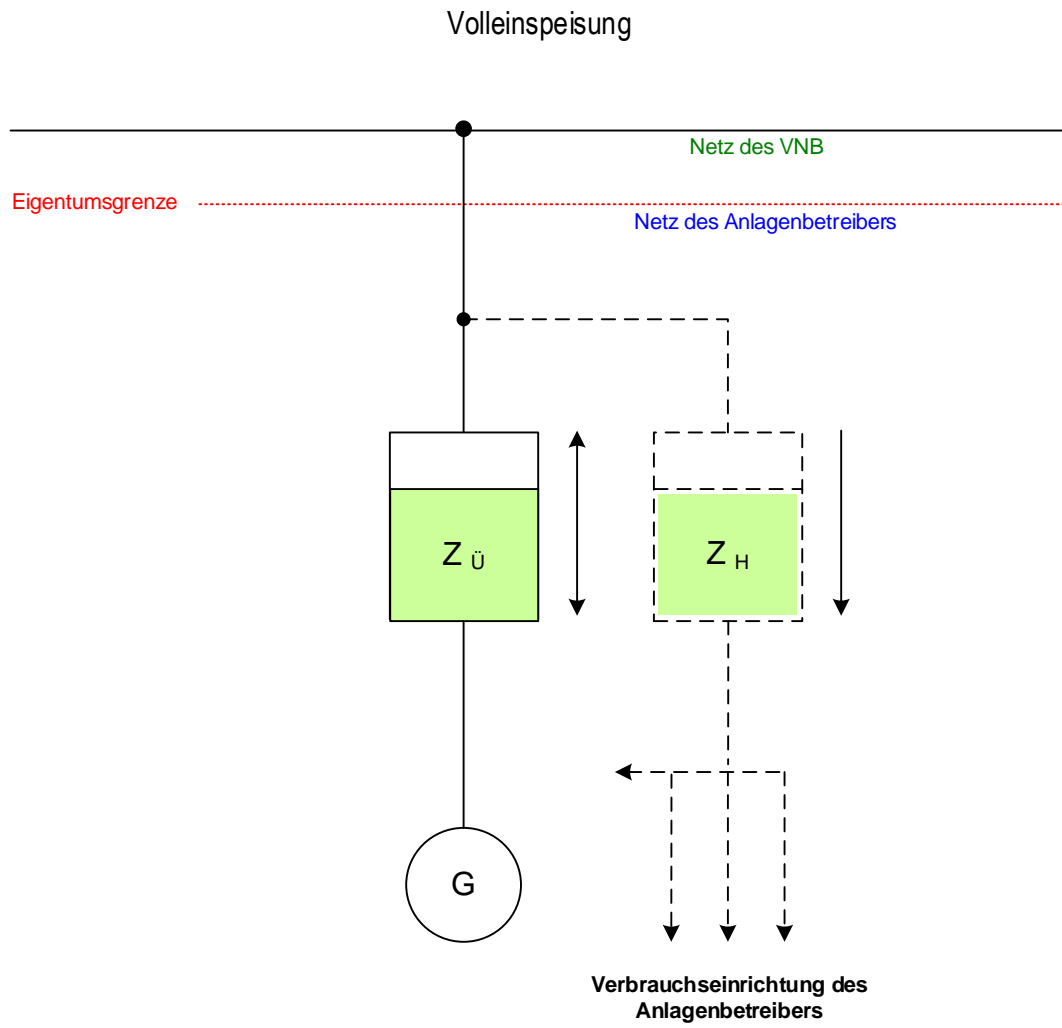 Volleinspeisung
Netz des VNB
Eigentumsgrenze
Netz des Anlagenbetreibers
Z Ü
Z H
G
Verbrauchseinrichtung des
Anlagenbetreibers